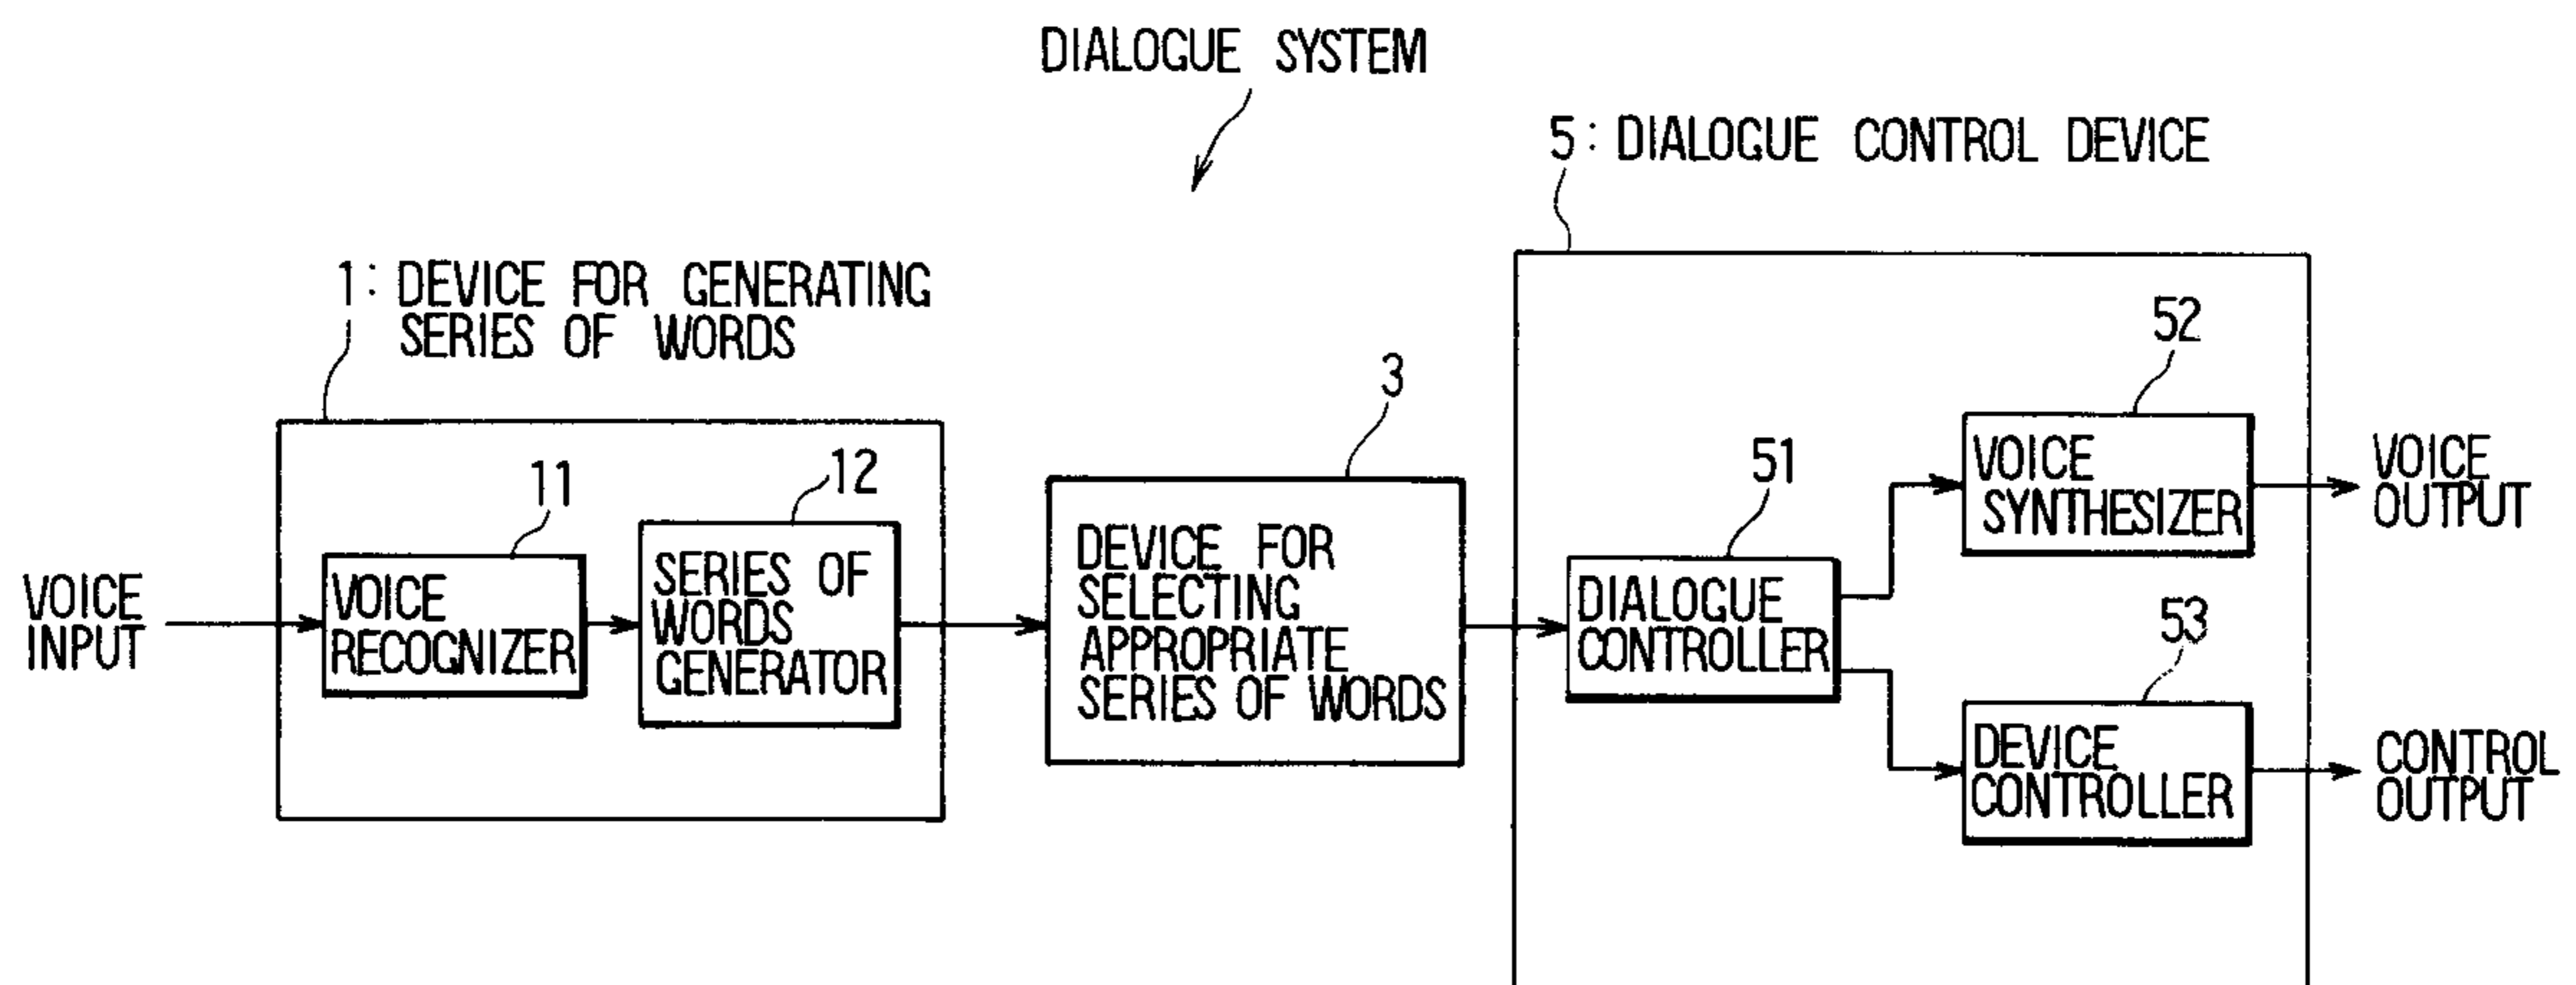 DIALOGUE SYSTEM
5: DIALOGUE CONTROL DEVICE
1: DEVICE FOR GENERATING
SERIES OF WORDS
3
52
11
12
51
53
VOICE
INPUT
VOICE
RECOGNIZER
SERIES OF
WORDS
GENERATOR
DEVICE FOR
SELECTING
APPROPRIATE
SERIES OF WORDS
DIALOGUE
CONTROLLER
VOICE
SYNTHESIZER
DEVICE
CONTROLLER
VOICE
OUTPUT
CONTROL
OUTPUT